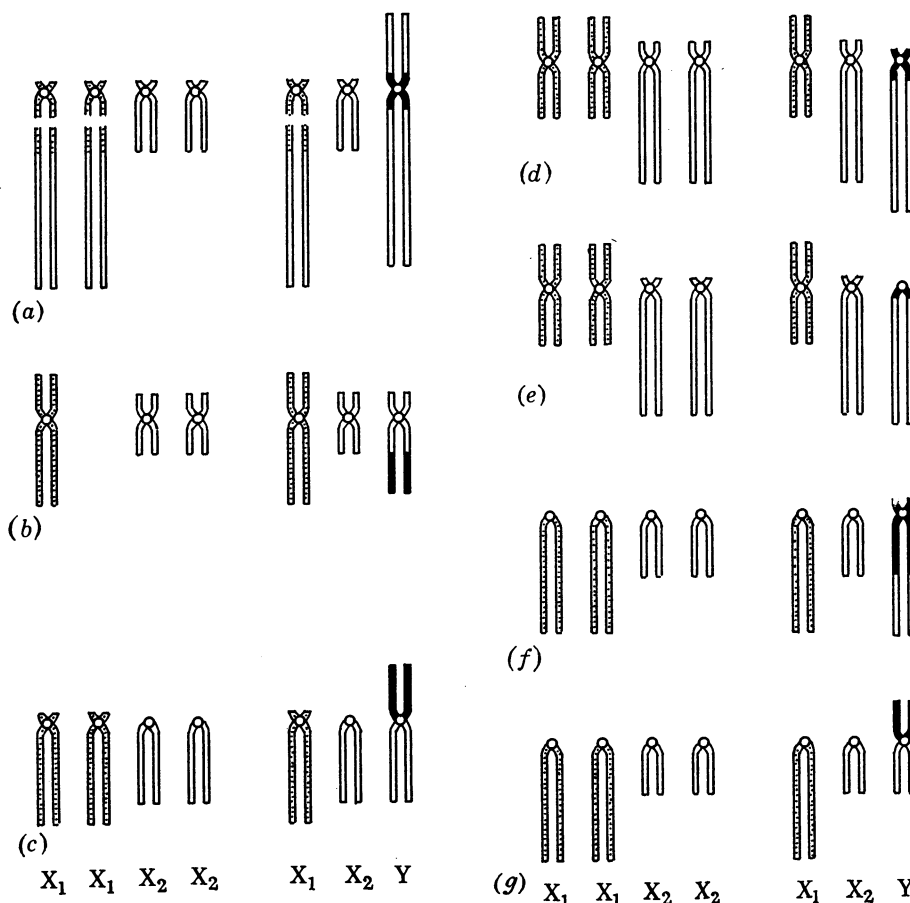 (a)
(b)
(c)
X₁ X₁ X₂ X₂ X₁ X₂ Y
(d)
(e)
(f)
(g) X₁ X₁ X₂ X₂ X₁ X₂ Y